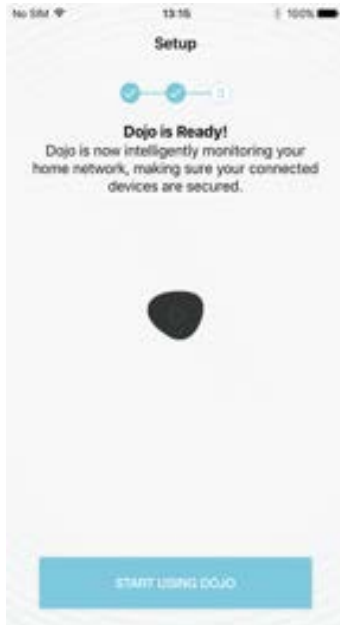 No SIM 13:15 100%
Setup
3
Dojo is Ready!
Dojo is now intelligently monitoring your
home network, making sure your connected
devices are secured.
START USING DOJO